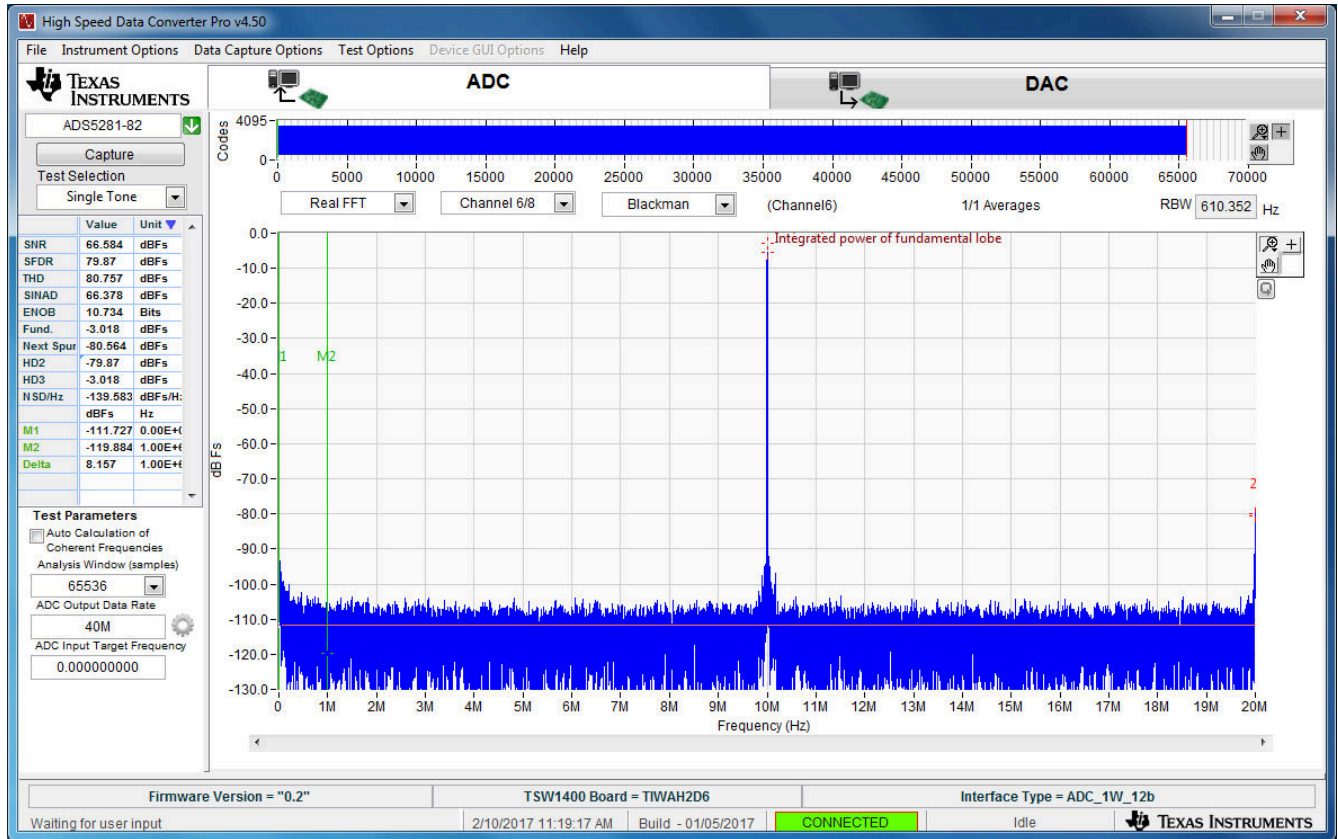 High Speed Data Converter Pro v4.50
File Instrument Options Data Capture Options Test Options Device GUI Options Help
TEXAS INSTRUMENTS
ADC
DAC
ADS5281-82
Capture
Test Selection
Single Tone
Value Unit
SNR 66.584 dBFs
SFDR 79.87 dBFs
THD 80.757 dBFs
SINAD 66.378 dBFs
ENOB 10.734 Bits
Fund. -3.018 dBFs
Next Spur -80.564 dBFs
HD2 -79.87 dBFs
HD3 -3.018 dBFs
NSD/Hz -139.583 dBFs/H:
dBFs Hz
M1 -111.727 0.00E+
M2 -119.884 1.00E+
Delta 8.157 1.00E+
Test Parameters
Auto Calculation of
Coherent Frequencies
Analysis Window (samples)
65536
ADC Output Data Rate
40M
ADC Input Target Frequency
0.000000000
Codes
4095
0
0 5000 10000 15000 20000 25000 30000 35000 40000 45000 50000 55000 60000 65000 70000
Real FFT Channel 6/8 Blackman (Channel6) 1/1 Averages RBW 610.352 Hz
Integrated power of fundamental lobe
dB Fs
0.0
-10.0
-20.0
-30.0
-40.0
-50.0
-60.0
-70.0
-80.0
-90.0
-100.0
-110.0
-120.0
-130.0
1 M2
2
0 1M 2M 3M 4M 5M 6M 7M 8M 9M 10M 11M 12M 13M 14M 15M 16M 17M 18M 19M 20M
Frequency (Hz)
Firmware Version = "0.2" TSW1400 Board = TIWAH2D6 Interface Type = ADC_1W_12b
Waiting for user input 2/10/2017 11:19:17 AM Build - 01/05/2017 CONNECTED Idle TEXAS INSTRUMENTS